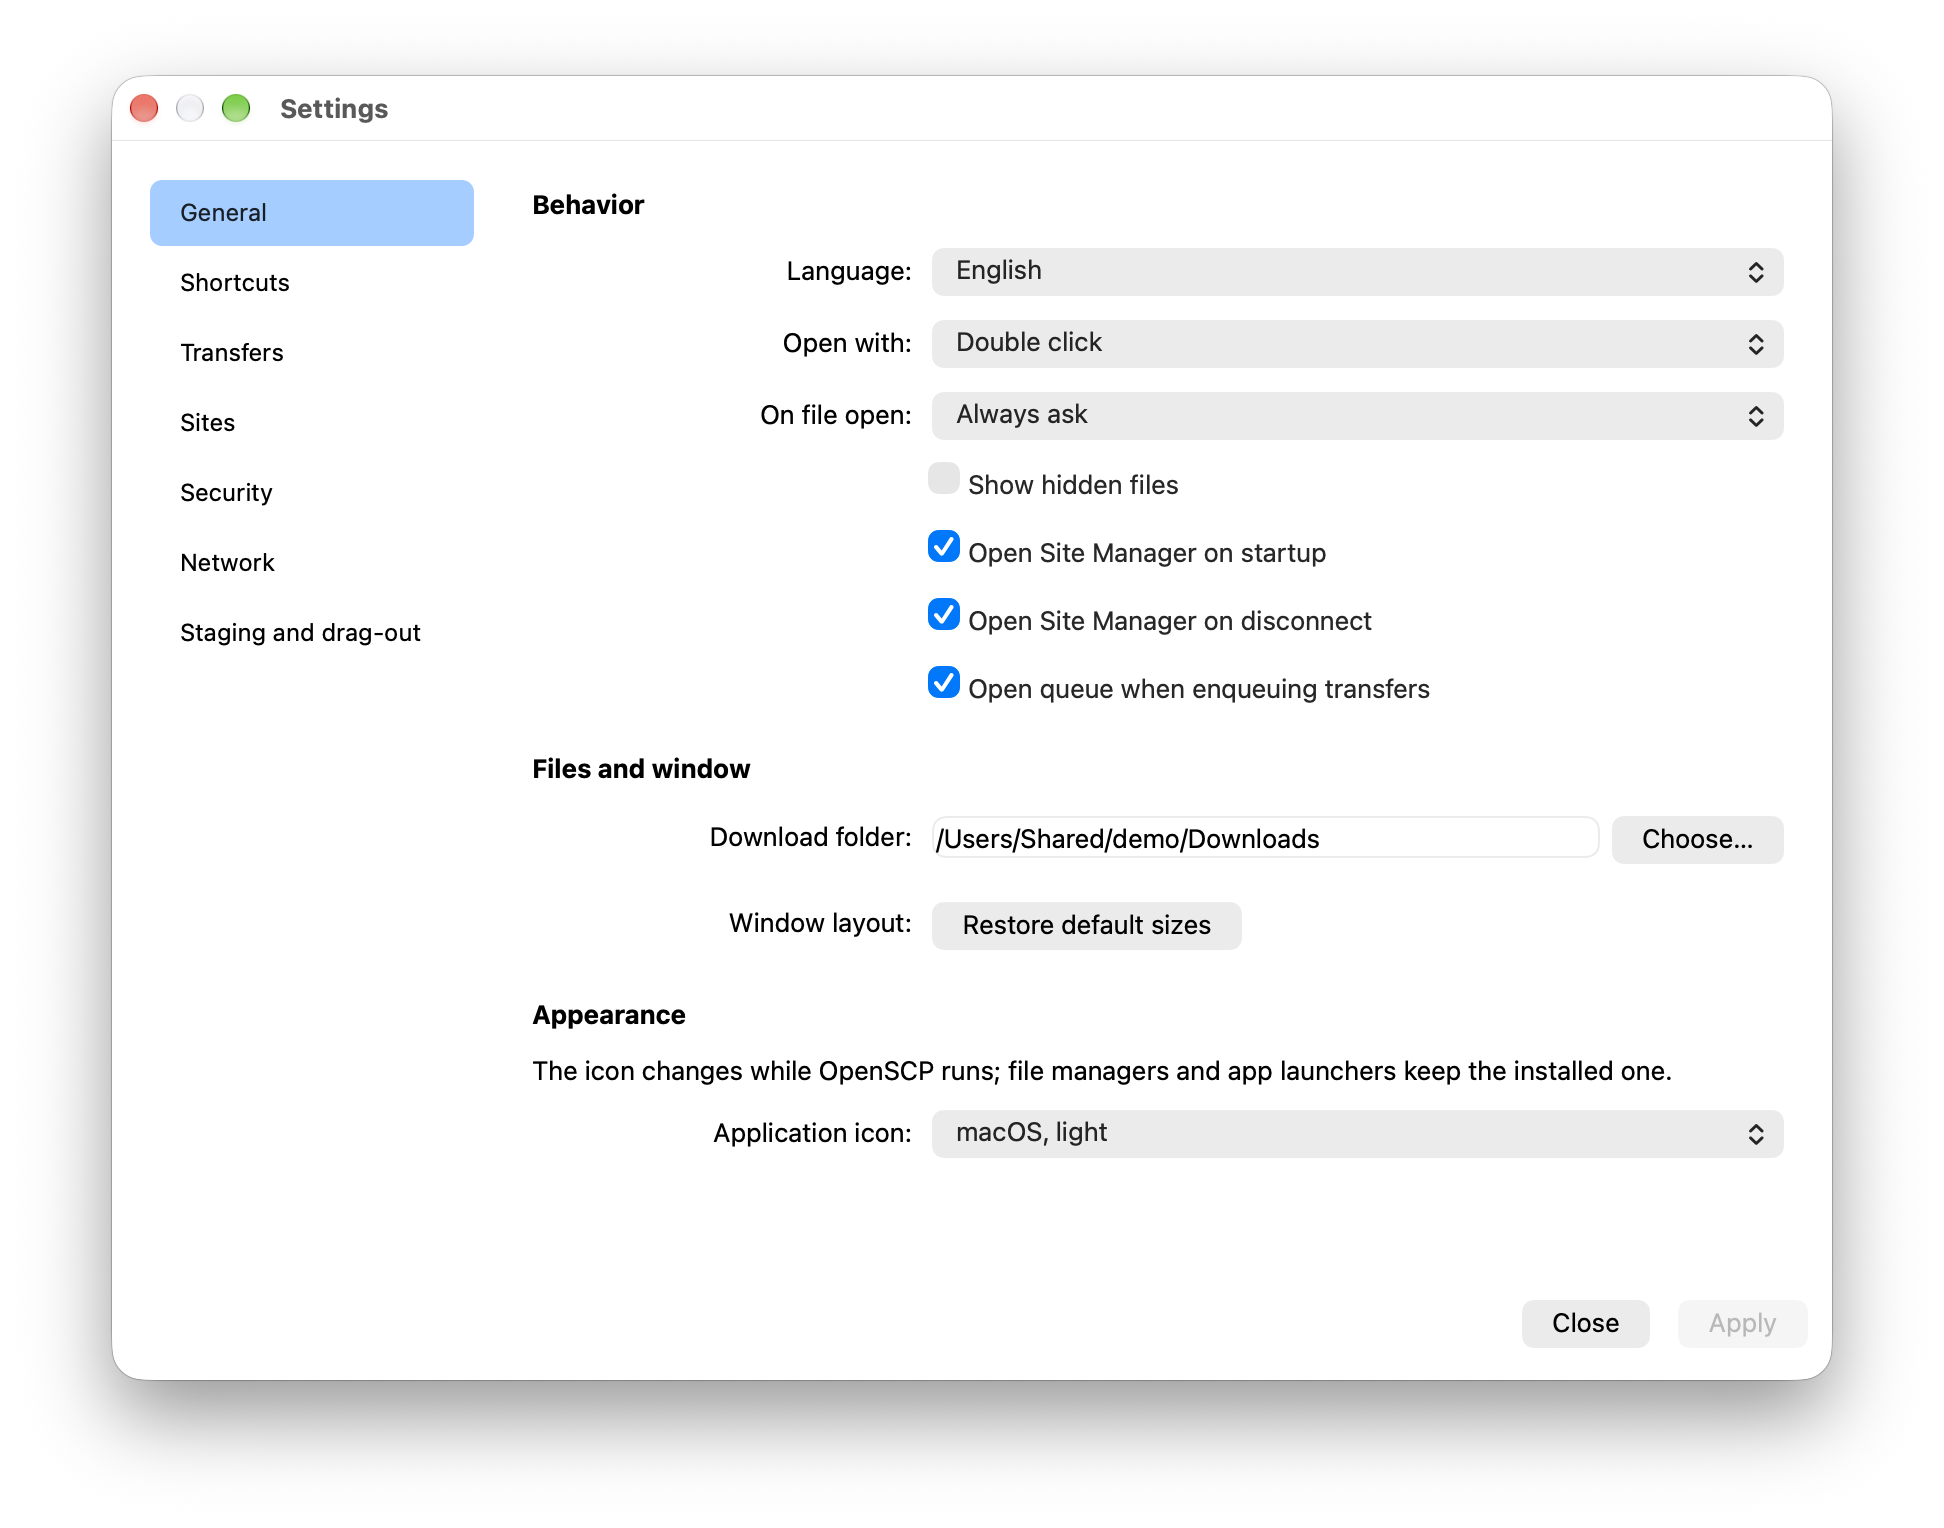 Settings
General
Shortcuts
Transfers
Sites
Security
Network
Staging and drag-out
Behavior
Language: English
Open with: Double click
On file open: Always ask
Show hidden files
Open Site Manager on startup
Open Site Manager on disconnect
Open queue when enqueuing transfers
Files and window
Download folder: /Users/Shared/demo/Downloads Choose...
Window layout: Restore default sizes
Appearance
The icon changes while OpenSCP runs; file managers and app launchers keep the installed one.
Application icon: macOS, light
Close Apply